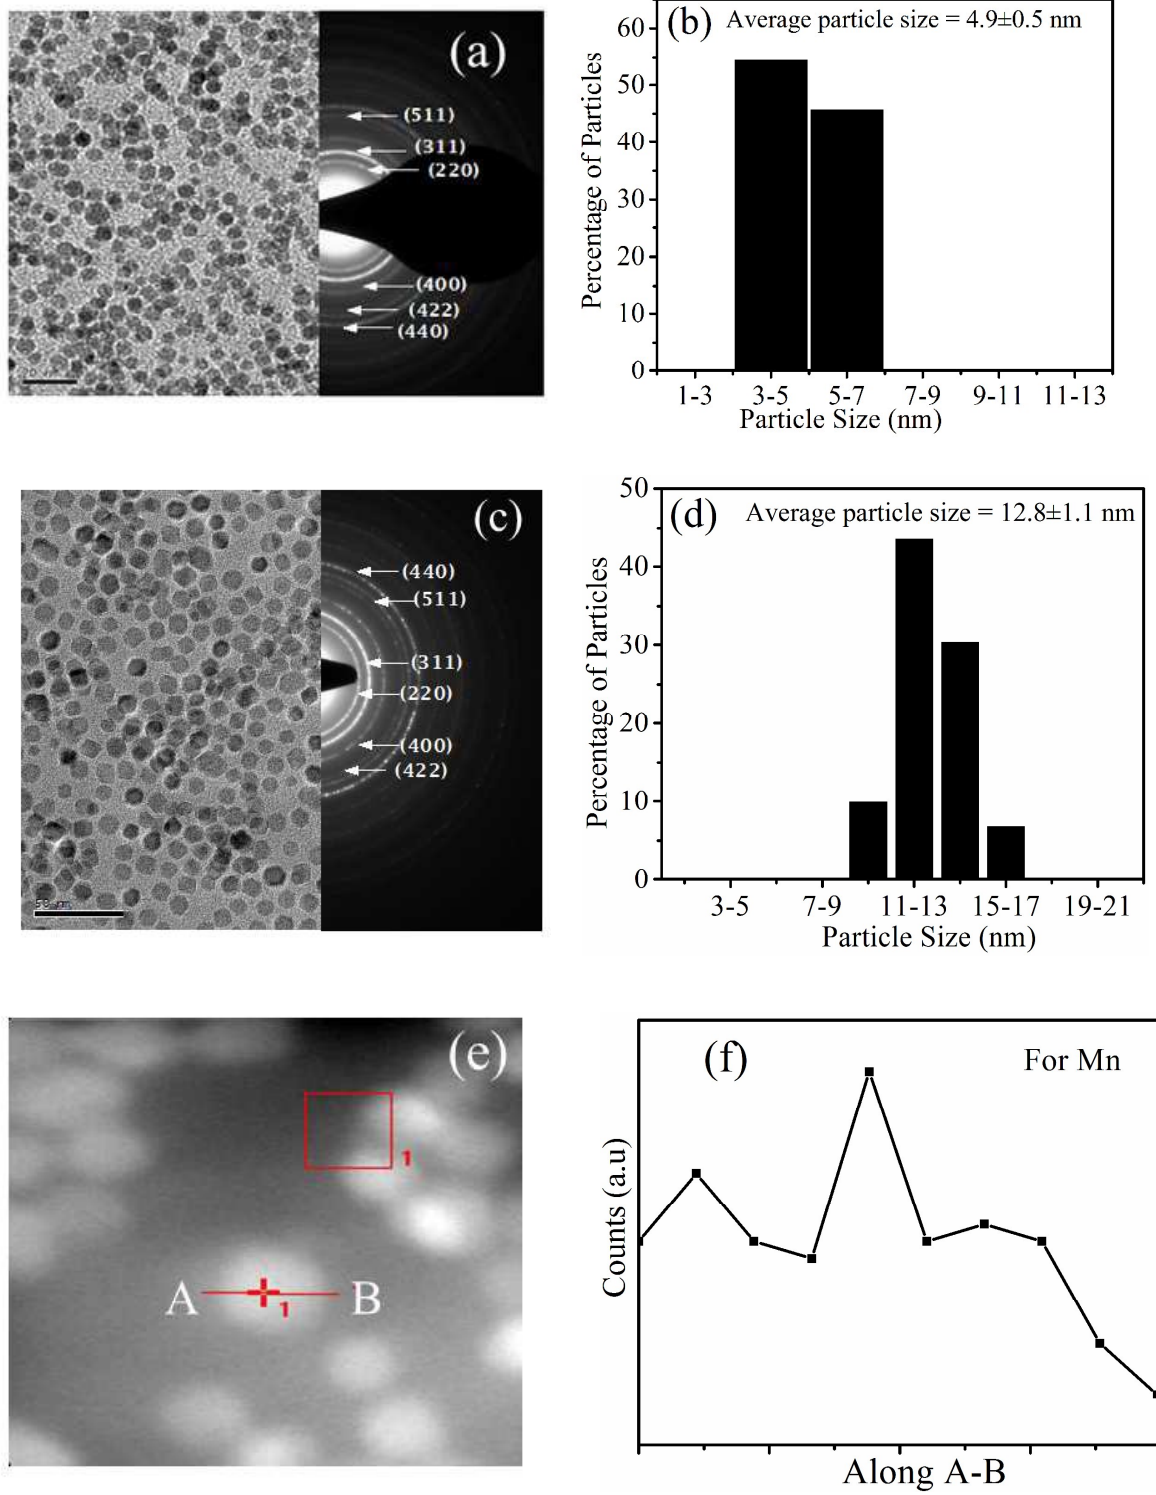 (a)
(511)
(311)
(220)
(400)
(422)
(440)
(b)
Average particle size = 4.9±0.5 nm
Percentage of Particles
60
50
40
30
20
10
0
1-3 3-5 5-7 7-9 9-11 11-13
Particle Size (nm)
(c)
(440)
(511)
(311)
(220)
(400)
(422)
50 nm
(d)
Average particle size = 12.8±1.1 nm
Percentage of Particles
50
40
30
20
10
0
3-5 7-9 11-13 15-17 19-21
Particle Size (nm)
(e)
1
A
1
B
(f)
For Mn
Counts (a.u)
Along A-B